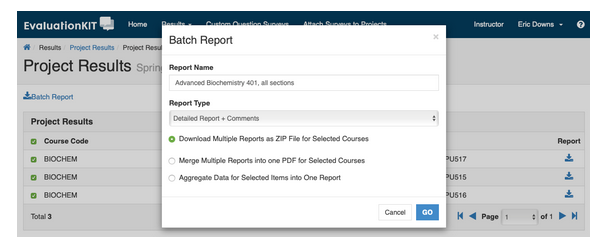 EvaluationKIT Home Results Custom Question Surveys Attach Surveys to Projects Instructor Eric Downs
Results Project Results Project Resul
Project Results Sprin
Batch Report
Batch Report
×
Report Name
Advanced Biochemistry 401, all sections
Report Type
Detailed Report + Comments
Download Multiple Reports as ZIP File for Selected Courses
Merge Multiple Reports into one PDF for Selected Courses
Aggregate Data for Selected Items into One Report
Cancel GO
Project Results
Course Code Report
BIOCHEM PU517
BIOCHEM PU515
BIOCHEM PU516
Total 3 Page 1 of 1